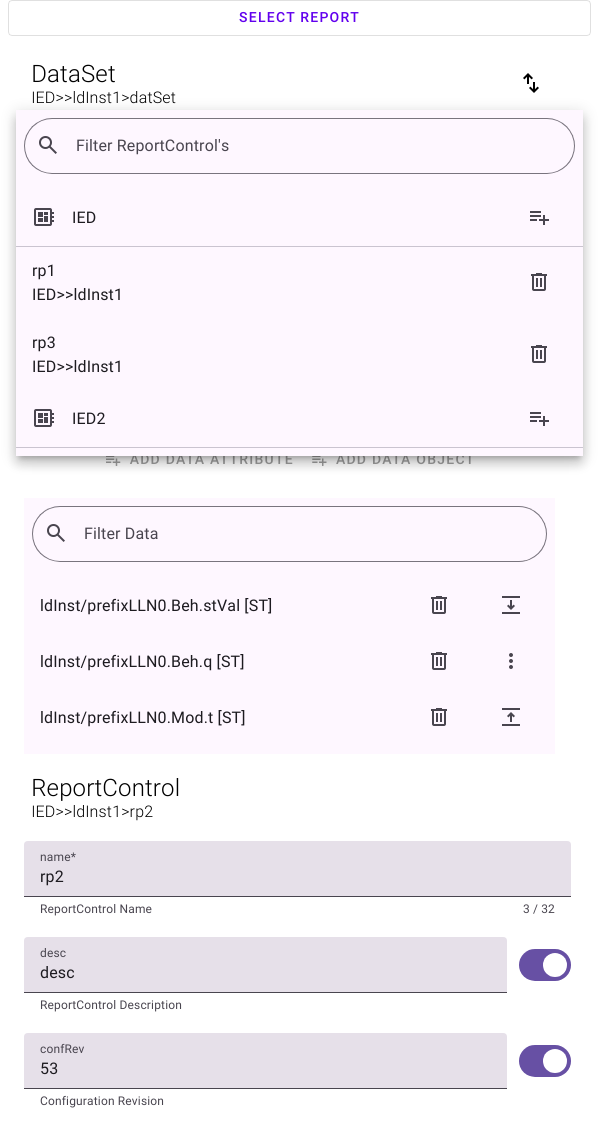 SELECT REPORT
DataSet
IED>>ldInst1>datSet
Filter ReportControl's
IED
rp1
IED>>ldInst1
rp3
IED>>ldInst1
IED2
ADD DATA ATTRIBUTE ADD DATA OBJECT
Filter Data
ldInst/prefixLLN0.Beh.stVal [ST]
ldInst/prefixLLN0.Beh.q [ST]
ldInst/prefixLLN0.Mod.t [ST]
ReportControl
IED>>ldInst1>rp2
name*
rp2
ReportControl Name 3 / 32
desc
desc
ReportControl Description
confRev
53
Configuration Revision